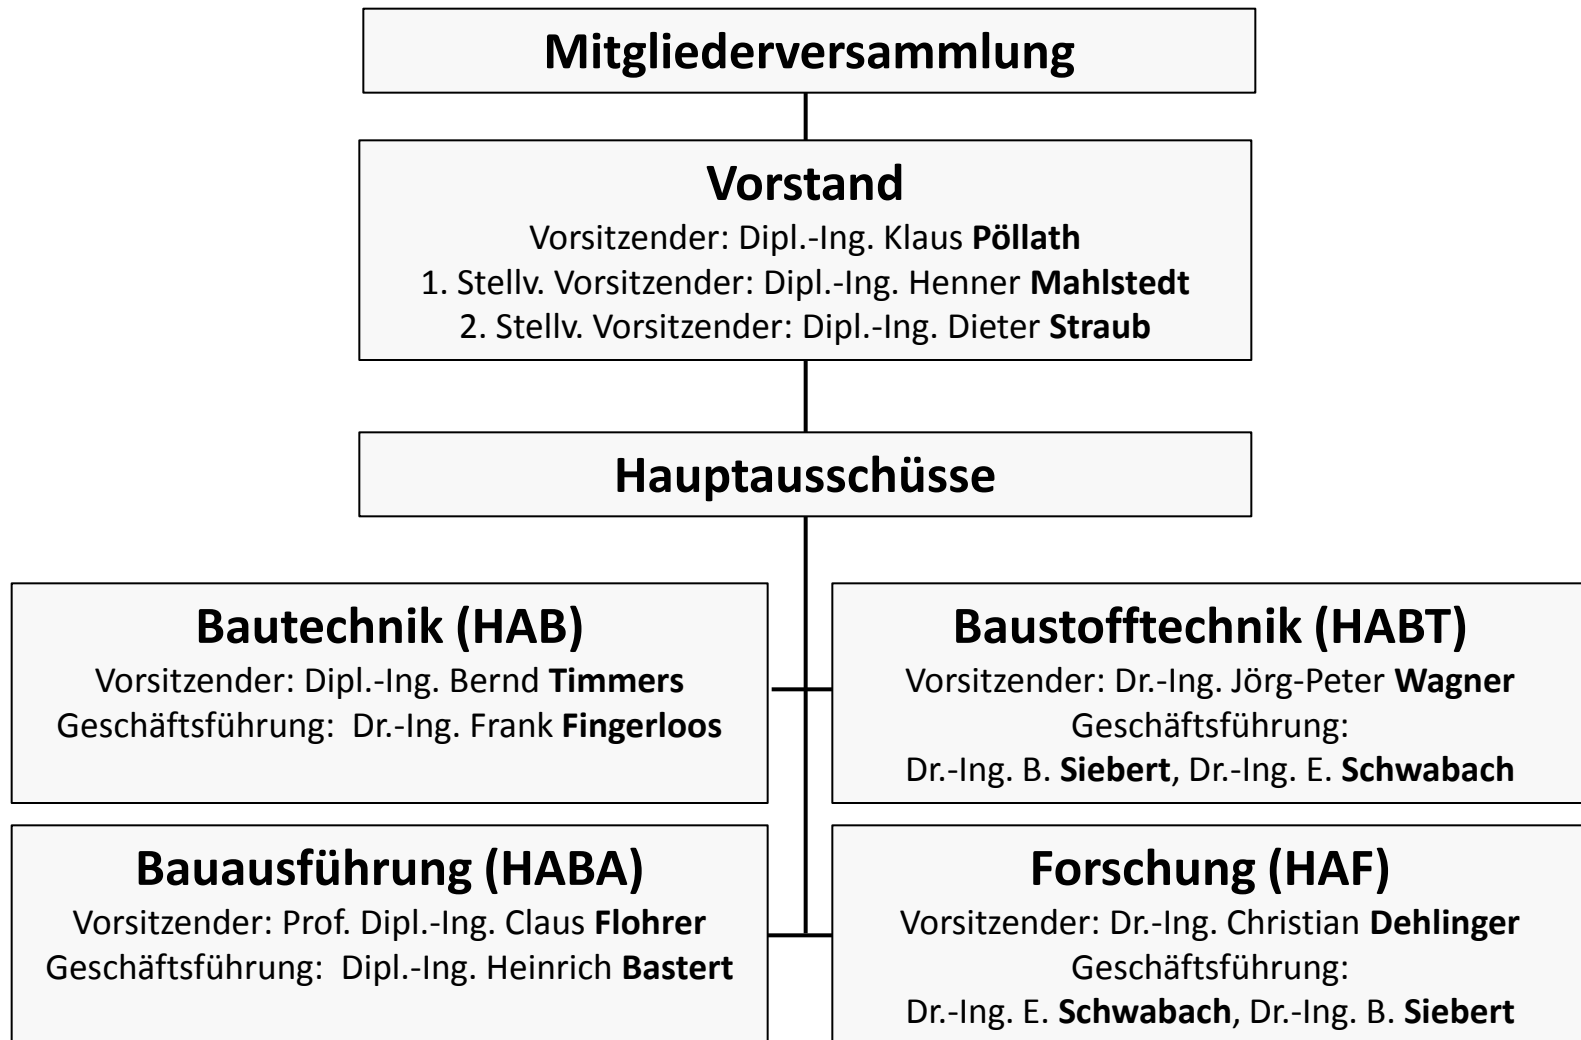 Mitgliederversammlung
Vorstand
Vorsitzender: Dipl.-Ing. Klaus Pöllath
1. Stellv. Vorsitzender: Dipl.-Ing. Henner Mahlstedt
2. Stellv. Vorsitzender: Dipl.-Ing. Dieter Straub
Hauptausschüsse
Bautechnik (HAB)
Vorsitzender: Dipl.-Ing. Bernd Timmers
Geschäftsführung:  Dr.-Ing. Frank Fingerloos
Baustofftechnik (HABT)
Vorsitzender: Dr.-Ing. Jörg-Peter Wagner
Geschäftsführung:
Dr.-Ing. B. Siebert, Dr.-Ing. E. Schwabach
Bauausführung (HABA)
Vorsitzender: Prof. Dipl.-Ing. Claus Flohrer
Geschäftsführung:  Dipl.-Ing. Heinrich Bastert
Forschung (HAF)
Vorsitzender: Dr.-Ing. Christian Dehlinger
Geschäftsführung:
Dr.-Ing. E. Schwabach, Dr.-Ing. B. Siebert